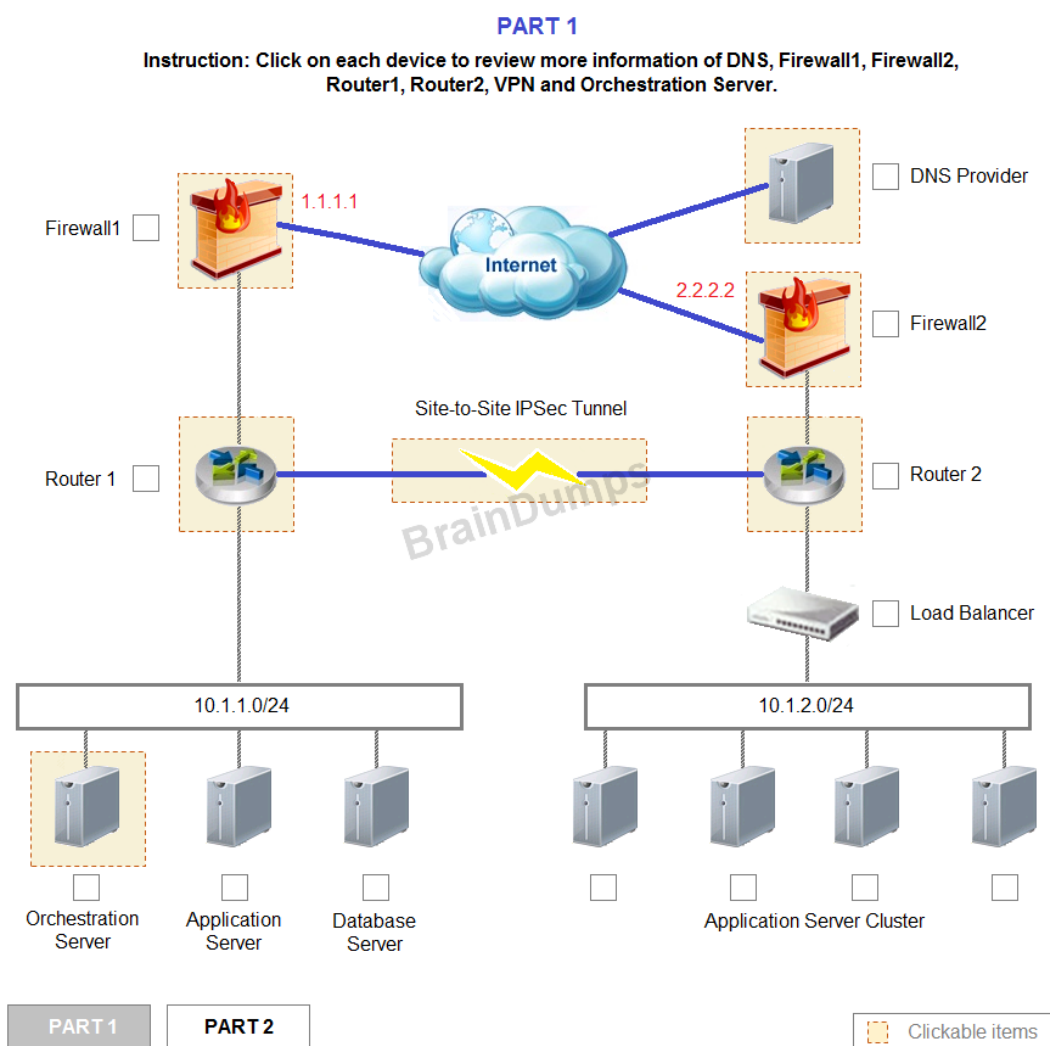 PART 1
Instruction: Click on each device to review more information of DNS, Firewall1, Firewall2,
Router1, Router2, VPN and Orchestration Server.
DNS Provider
Firewall1
1.1.1.1
Internet
2.2.2.2
Firewall2
Site-to-Site IPSec Tunnel
Router 1
Router 2
BrainDumps
Load Balancer
10.1.1.0/24
10.1.2.0/24
Orchestration
Server
Application
Server
Database
Server
Application Server Cluster
PART 1
PART 2
Clickable items